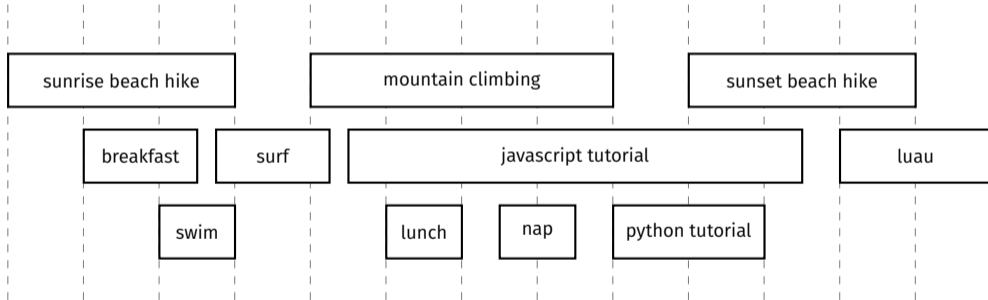 sunrise beach hike
mountain climbing
sunset beach hike
breakfast
surf
javascript tutorial
luau
swim
lunch
nap
python tutorial